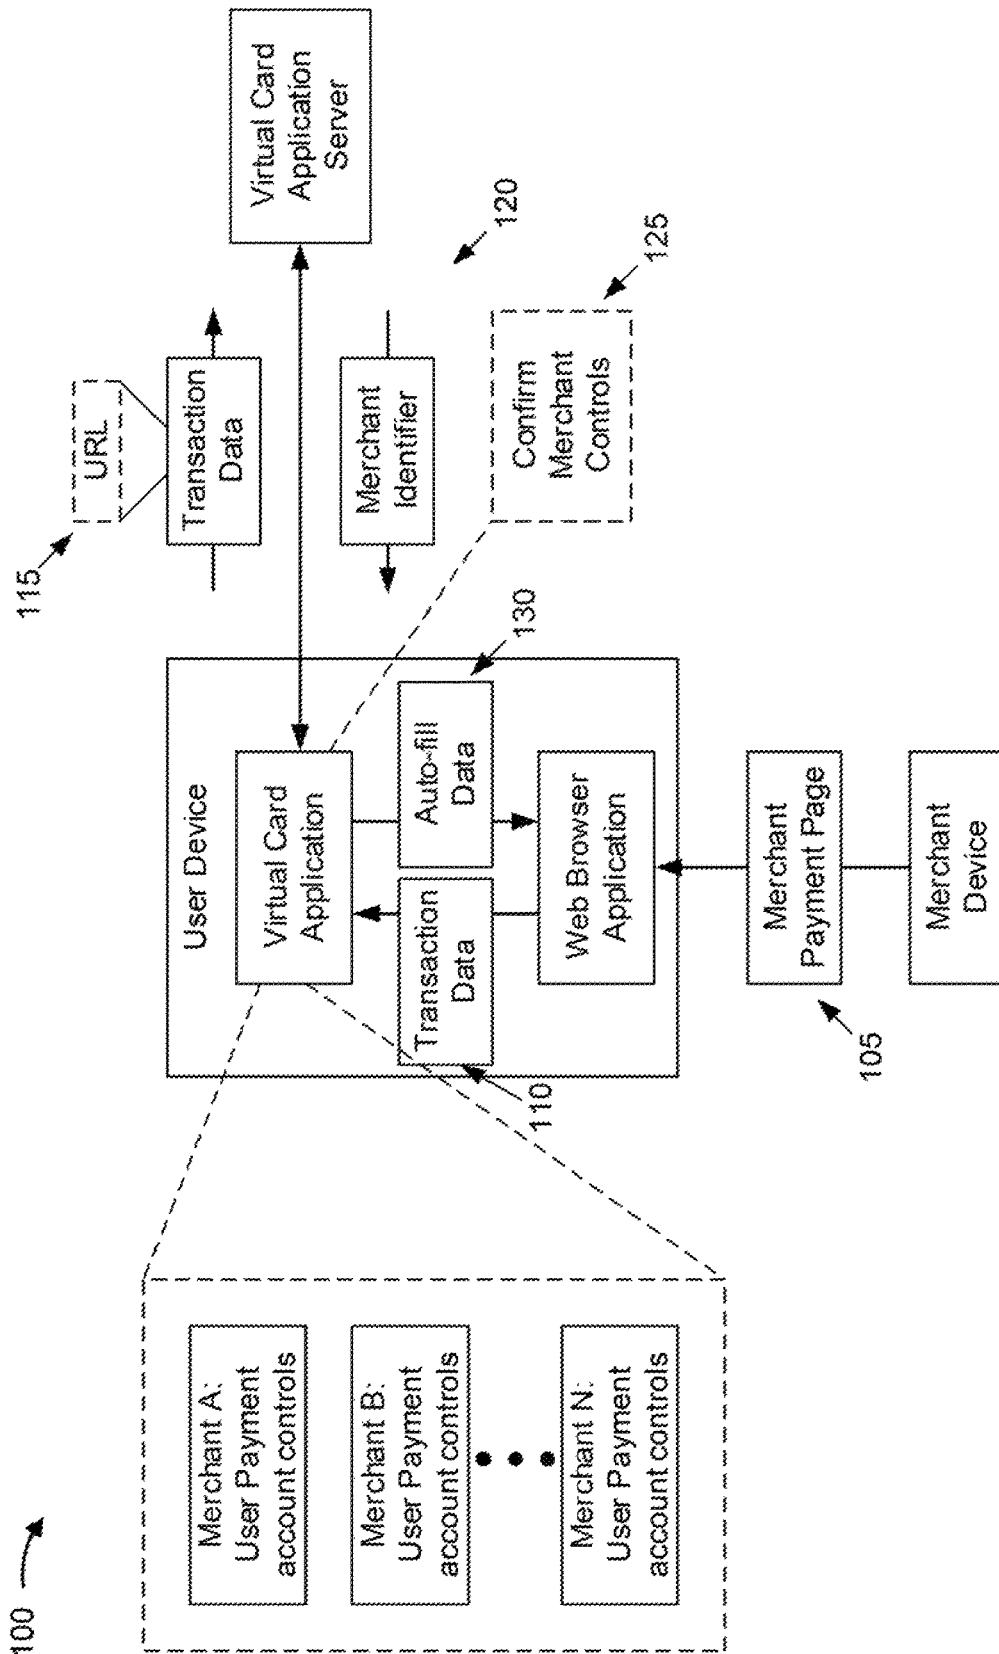 100
Merchant A:
User Payment
account controls
Merchant B:
User Payment
account controls
Merchant N:
User Payment
account controls
User Device
Virtual Card
Application
Transaction
Data
110
Auto-fill
Data
130
Web Browser
Application
Merchant
Payment Page
105
Merchant
Device
115
URL
Transaction
Data
Merchant
Identifier
120
Confirm
Merchant
Controls
125
Virtual Card
Application
Server